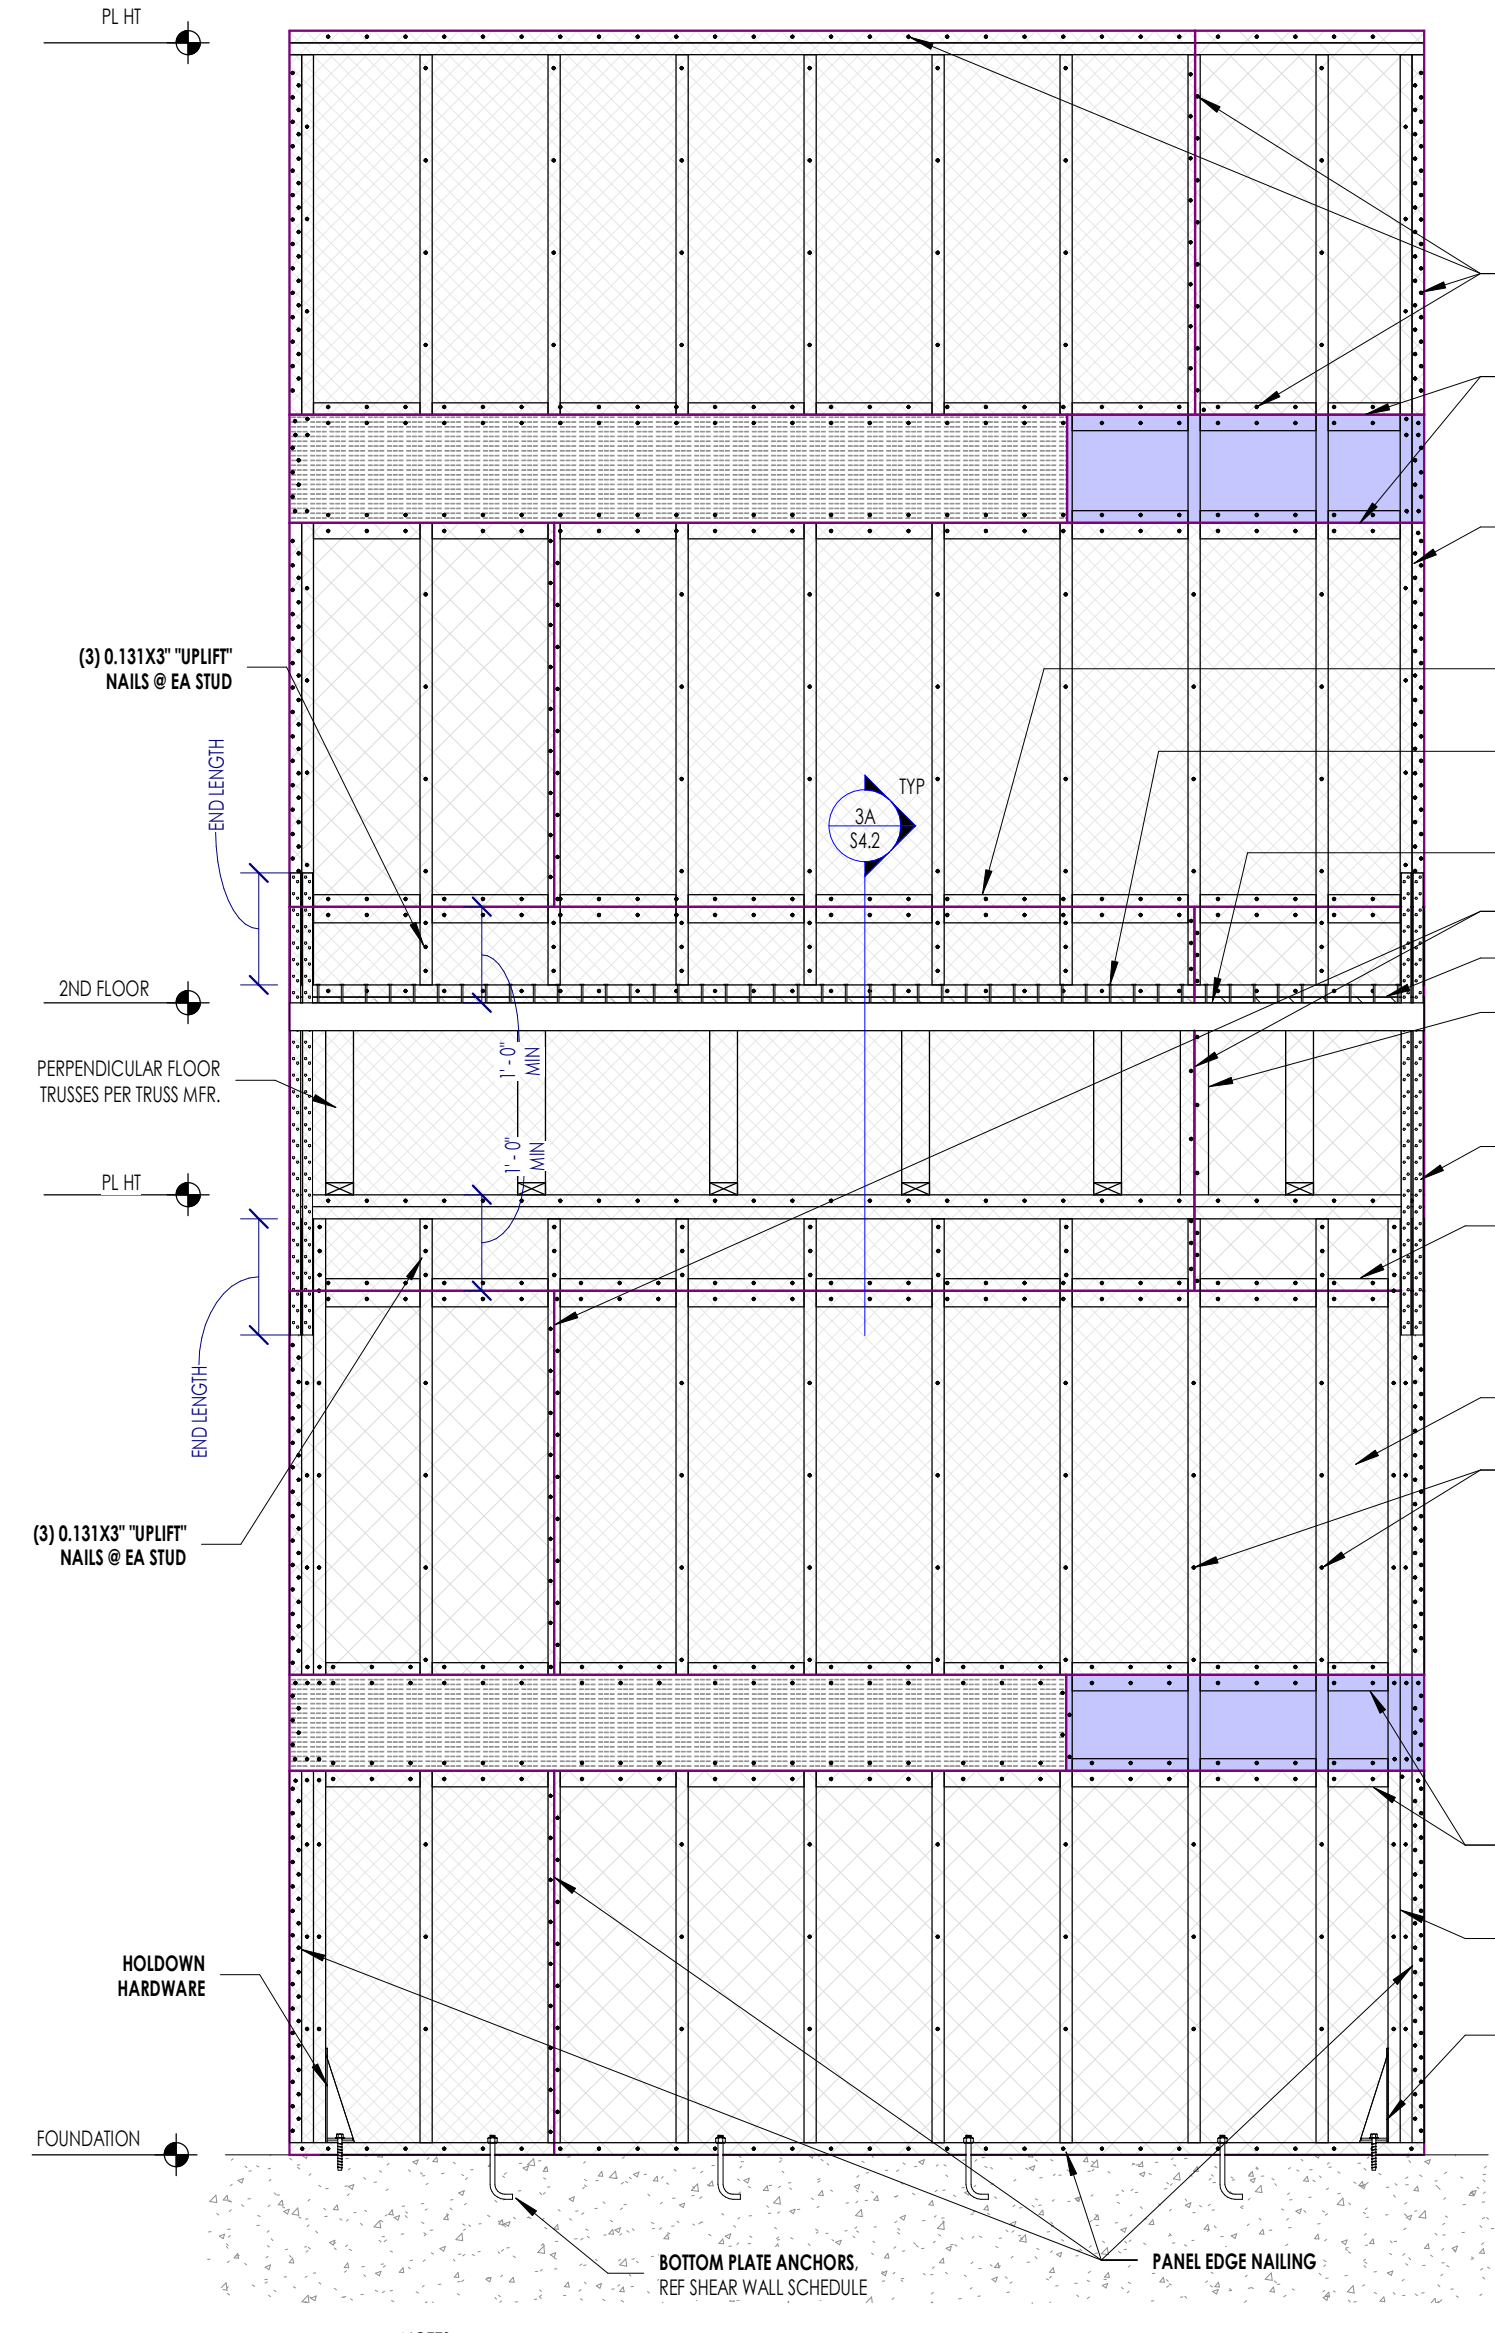 PL HT
(3) 0.131X3" "UPLIFT"
NAILS @ EA STUD
END LENGTH
TYP
3A
S4.2
2ND FLOOR
PERPENDICULAR FLOOR
TRUSSES PER TRUSS MFR.
1' - 0"
MIN
1' - 0"
MIN
PL HT
END LENGTH
(3) 0.131X3" "UPLIFT"
NAILS @ EA STUD
HOLDOWN
HARDWARE
FOUNDATION
BOTTOM PLATE ANCHORS,
REF SHEAR WALL SCHEDULE
PANEL EDGE NAILING